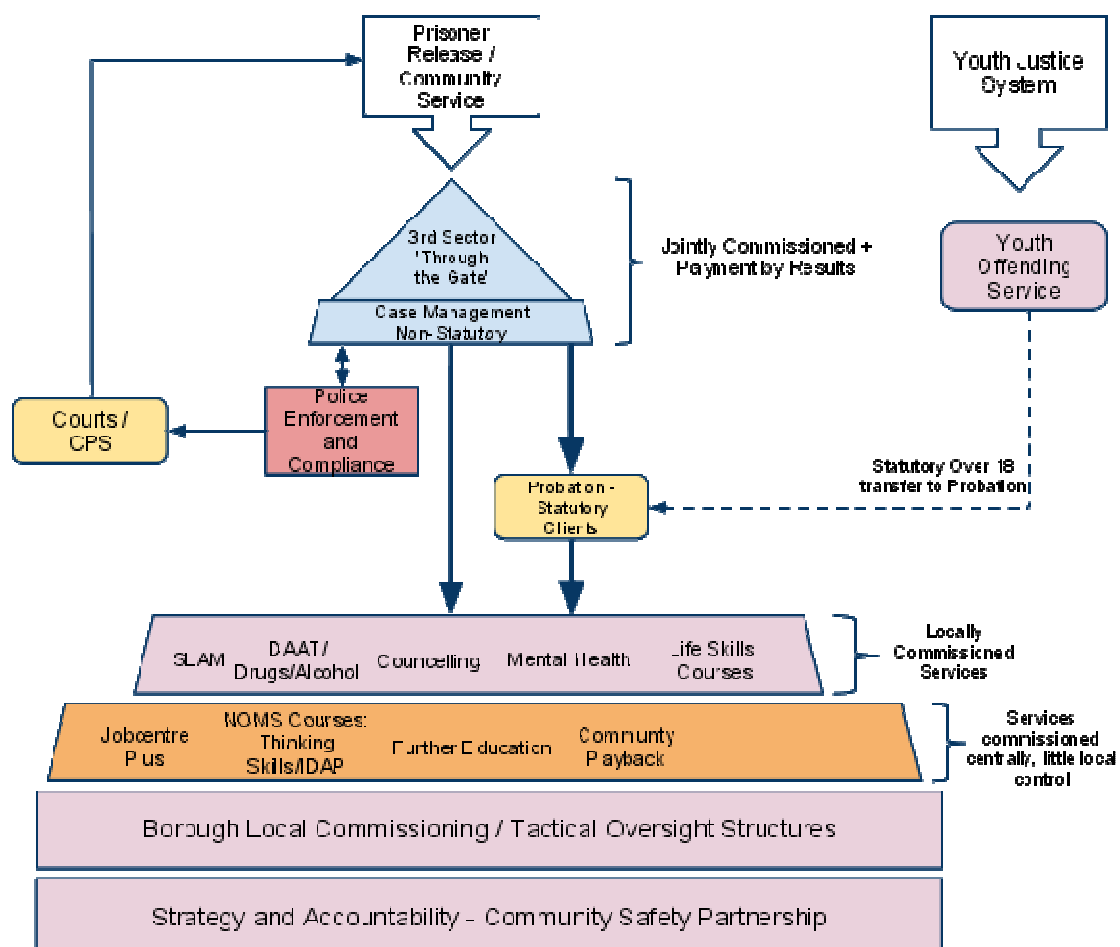 Prisoner
Release /
Community
Service
Youth Justice
System
3rd Sector
'Through
the Gate'
Case Management
Non-Statutory
Jointly Commissioned +
Payment by Results
Youth
Offending
Service
Police
Enforcement
and
Compliance
Courts /
CPS
Probation -
Statutory
Clients
Statutory Over 18
transfer to Probation
SLAM
DAAT/
Drugs/Alcohol
Councelling
Mental Health
Life Skills
Courses
Locally
Commissioned
Services
Jobcentre
Plus
NOMS Courses:
Thinking
Skills/IDAP
Further Education
Community
Payback
Services
commissioned
centrally, little local
control
Borough Local Commissioning / Tactical Oversight Structures
Strategy and Accountability - Community Safety Partnership